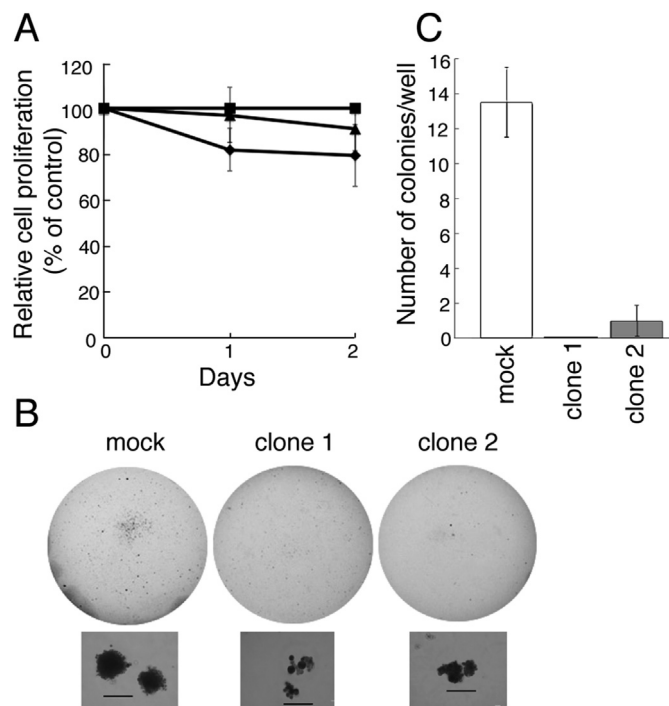 A
Relative cell proliferation
(% of control)
120
100
80
60
40
20
0
0
1
2
Days
C
Number of colonies/well
16
14
12
10
8
6
4
2
0
mock
clone 1
clone 2
B
mock
clone 1
clone 2